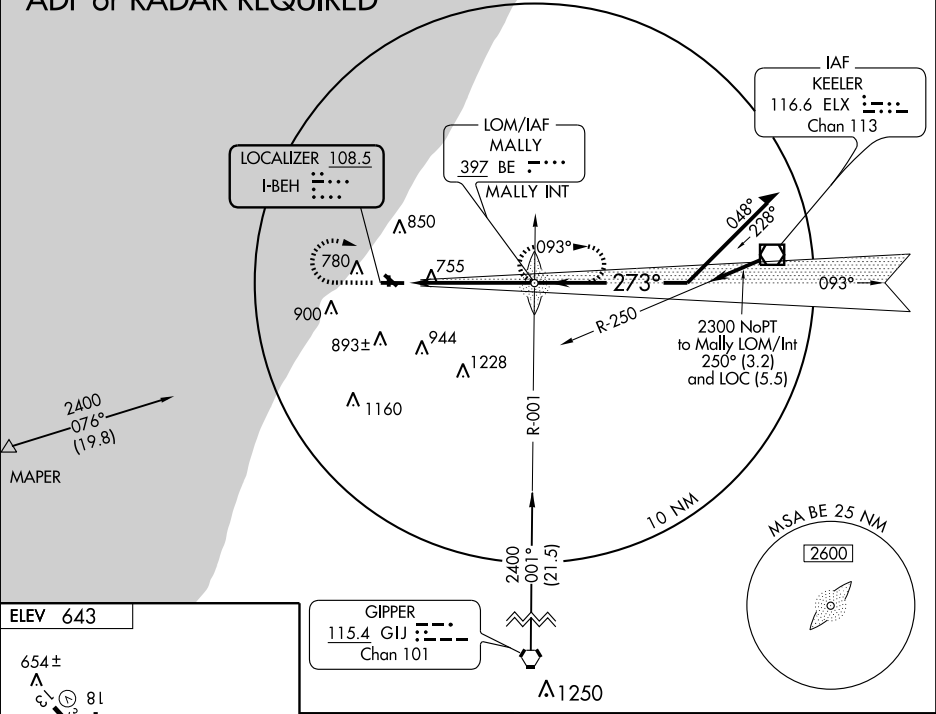 ADF or RADAR REQUIRED
IAF
KEELER
116.6 ELX
Chan 113
LOM/IAF
MALLY
397 BE
MALLY INT
LOCALIZER 108.5
I-BEH
850
780
755
900
893±
944
1228
1160
093°
273°
048°
228°
093°
R-250
2300 NoPT
to Mally LOM/Int
250° (3.2)
and LOC (5.5)
2400
076°
(19.8)
MAPER
R-001
10 NM
2400
001°
(21.5)
MSA BE 25 NM
2600
GIPPER
115.4 GIJ
Chan 101
1250
ELEV 643
654±
13
A
18